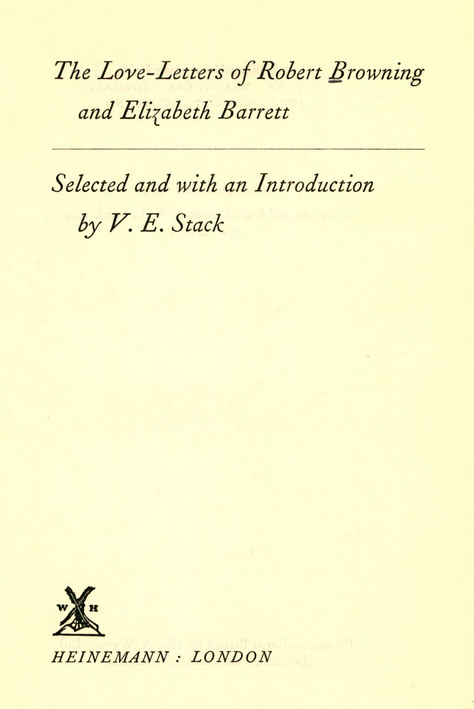 The Love-Letters of Robert Browning
and Elizabeth Barrett
Selected and with an Introduction
by V. E. Stack
W H
HEINEMANN : LONDON